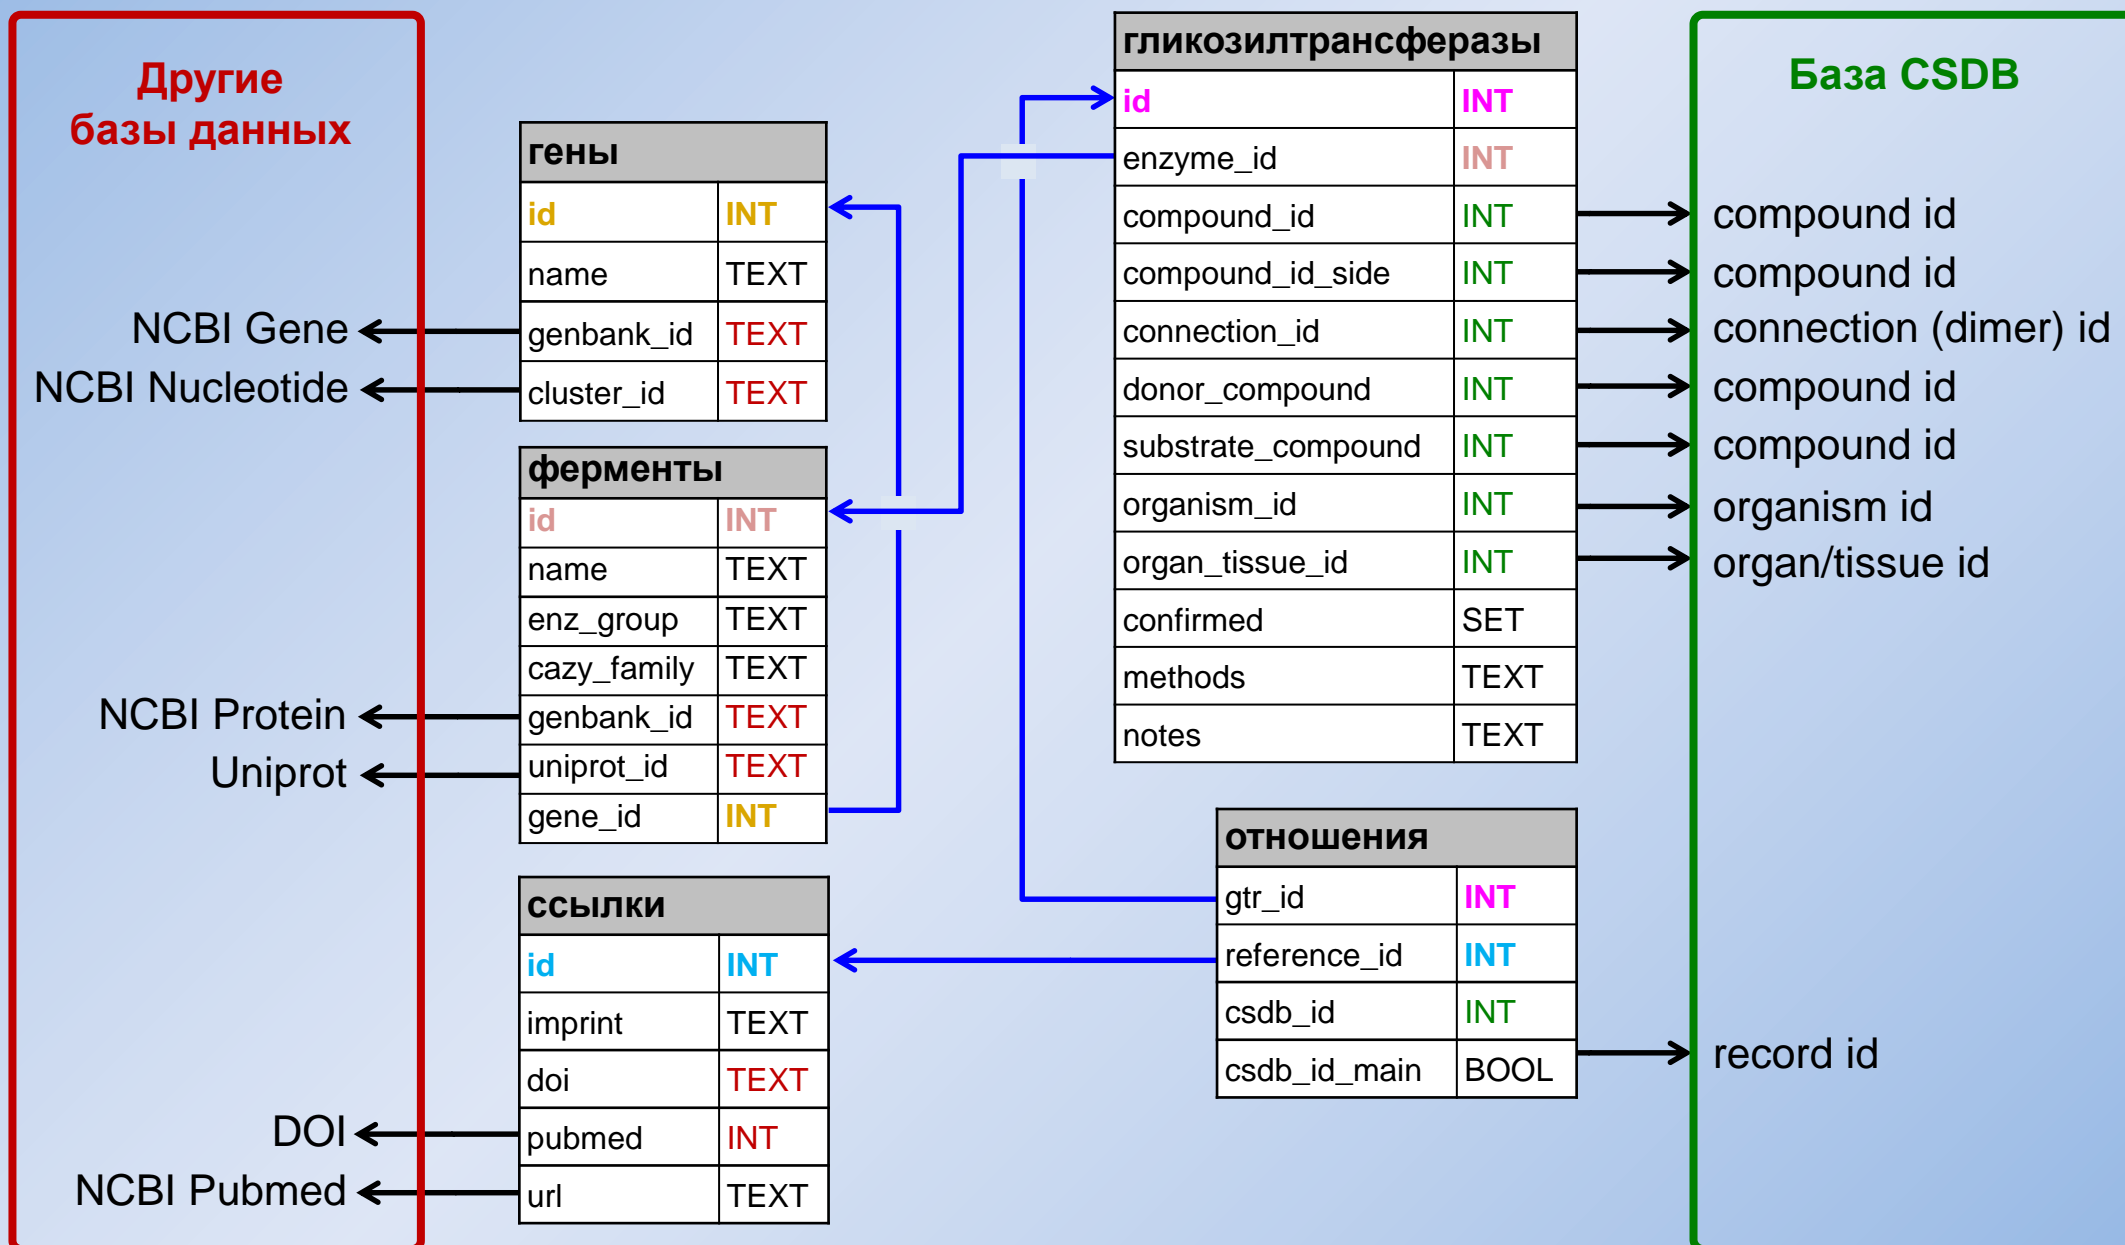 Другие
базы данных
NCBI Gene
NCBI Nucleotide
NCBI Protein
Uniprot
DOI
NCBI Pubmed
гены
id INT
name TEXT
genbank_id TEXT
cluster_id TEXT
ферменты
id INT
name TEXT
enz_group TEXT
cazy_family TEXT
genbank_id TEXT
uniprot_id TEXT
gene_id INT
ссылки
id INT
imprint TEXT
doi TEXT
pubmed INT
url TEXT
гликозилтрансферазы
id INT
enzyme_id INT
compound_id INT
compound_id_side INT
connection_id INT
donor_compound INT
substrate_compound INT
organism_id INT
organ_tissue_id INT
confirmed SET
methods TEXT
notes TEXT
отношения
gtr_id INT
reference_id INT
csdb_id INT
csdb_id_main BOOL
База CSDB
compound id
compound id
connection (dimer) id
compound id
compound id
organism id
organ/tissue id
record id